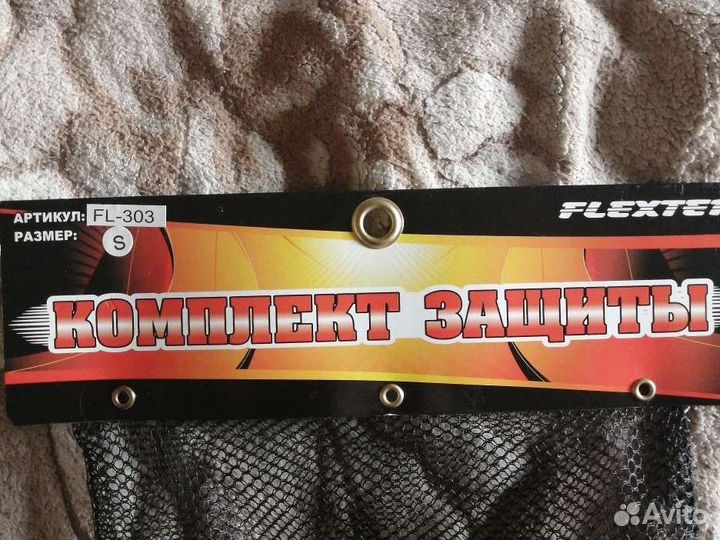 АРТИКУЛ: FL-303
РАЗМЕР: S
КОМПЛЕКТ ЗАЩИТЫ
Avito